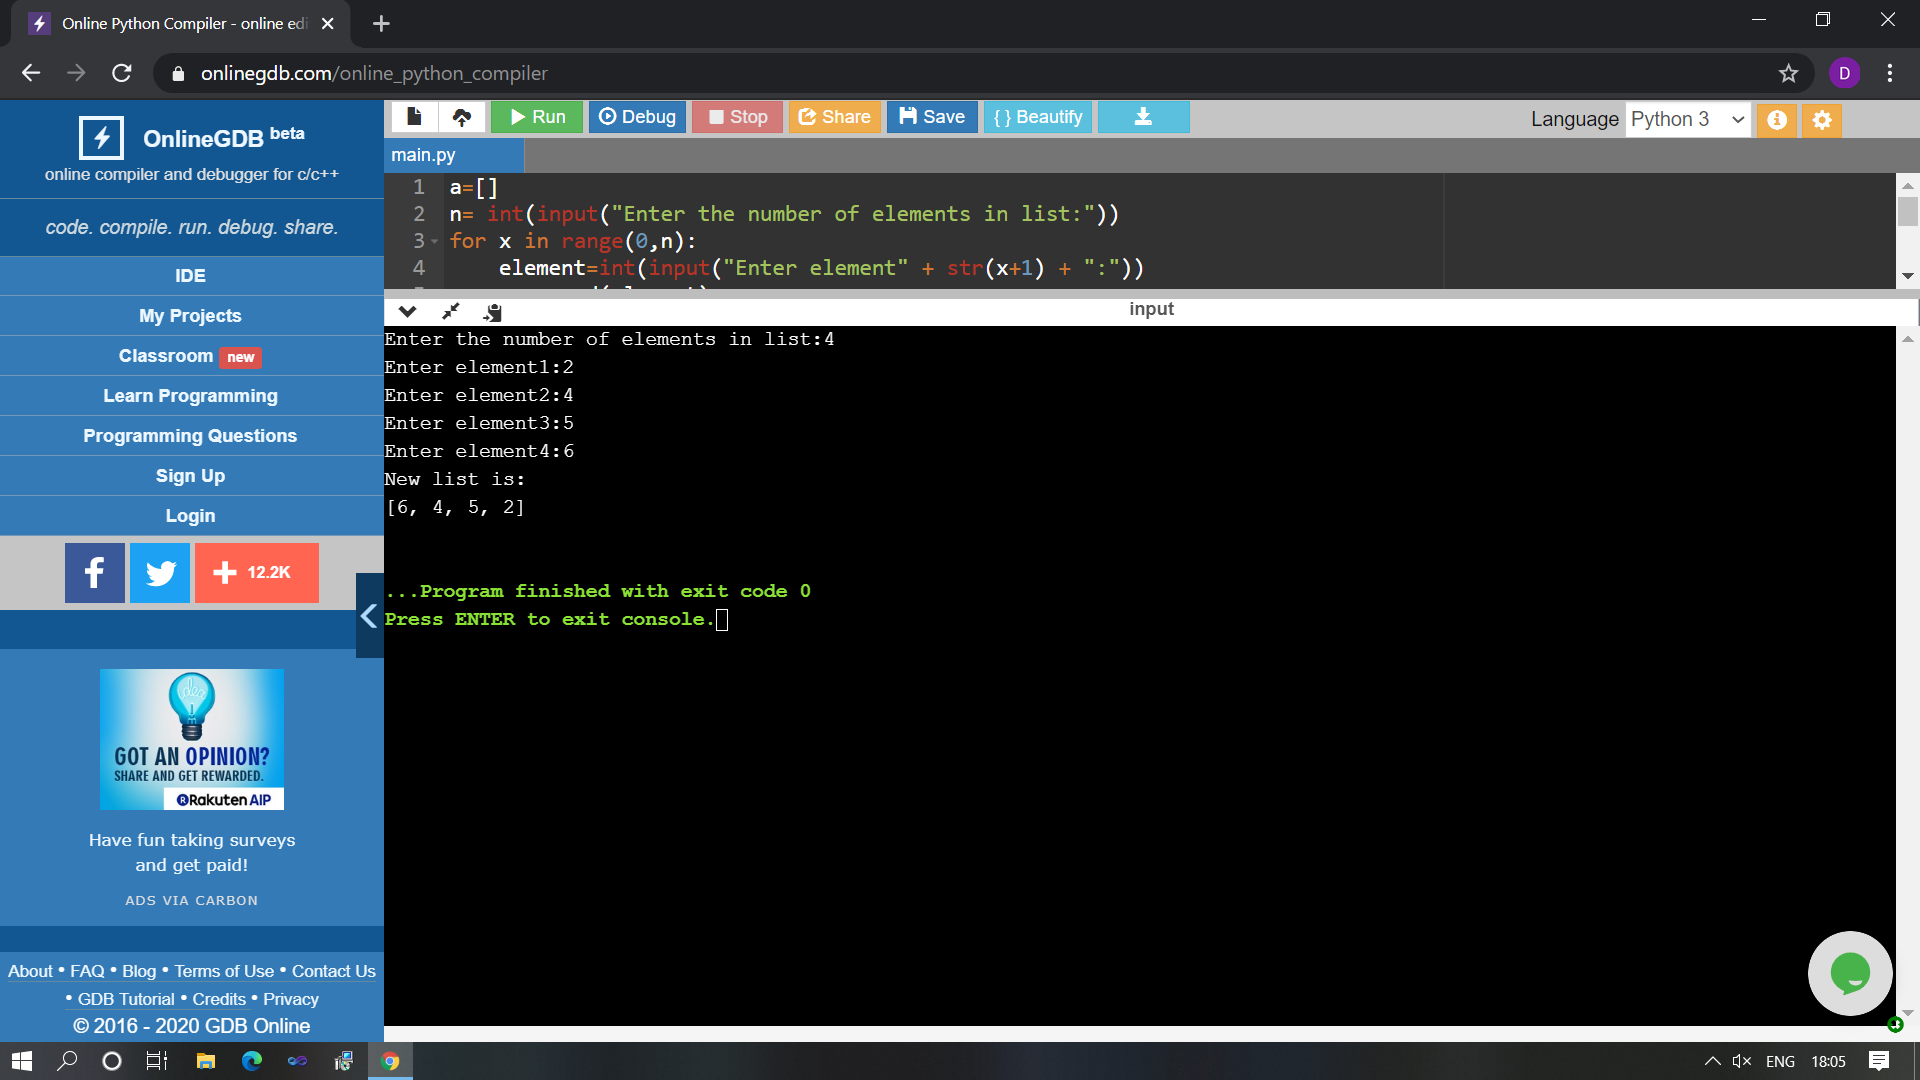 Online Python Compiler - online edi
onlinegdb.com/online_python_compiler
D
OnlineGDB beta
online compiler and debugger for c/c++
code. compile. run. debug. share.
IDE
My Projects
Classroom new
Learn Programming
Programming Questions
Sign Up
Login
f
+ 12.2K
idea
GOT AN OPINION?
SHARE AND GET REWARDED.
Rakuten AIP
Have fun taking surveys
and get paid!
ADS VIA CARBON
About • FAQ • Blog • Terms of Use • Contact Us
• GDB Tutorial • Credits • Privacy
© 2016 - 2020 GDB Online
Run Debug Stop Share Save {} Beautify
Language Python 3
main.py
1 a=[]
2 n= int(input("Enter the number of elements in list:"))
3 for x in range(0,n):
4     element=int(input("Enter element" + str(x+1) + ":"))
input
Enter the number of elements in list:4
Enter element1:2
Enter element2:4
Enter element3:5
Enter element4:6
New list is:
[6, 4, 5, 2]
...Program finished with exit code 0
Press ENTER to exit console.
ENG 18:05